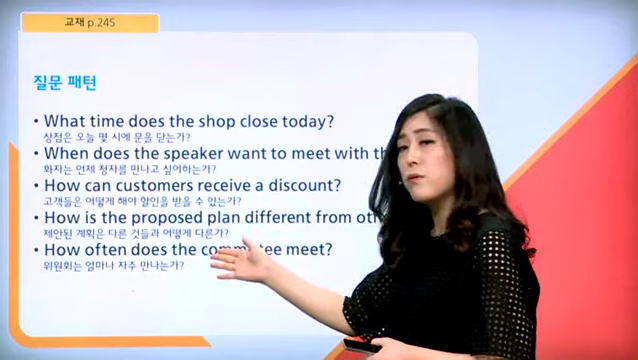 교재 p.245
질문 패턴
• What time does the shop close today?
상점은 오늘 몇 시에 문을 닫는가?
• When does the speaker want to meet with
화자는 언제 청자를 만나고 싶어하는가?
• How can customers receive a discount?
고객들은 어떻게 해야 할인을 받을 수 있는가?
• How is the proposed plan different from
제안된 계획은 다른 것들과 어떻게 다른가?
• How often does the committee meet?
위원회는 얼마나 자주 만나는가?